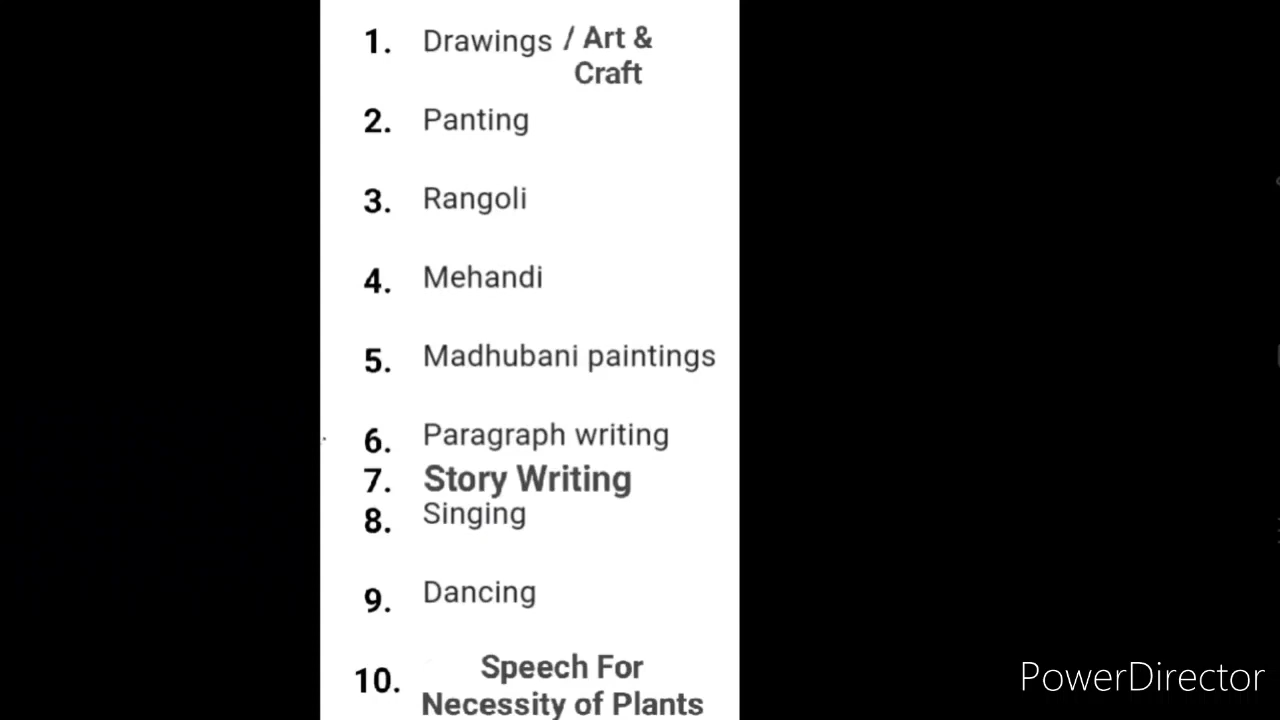 1. Drawings / Art &
Craft
2. Panting
3. Rangoli
4. Mehandi
5. Madhubani paintings
6. Paragraph writing
7. Story Writing
8. Singing
9. Dancing
10. Speech For
Necessity of Plants
PowerDirector